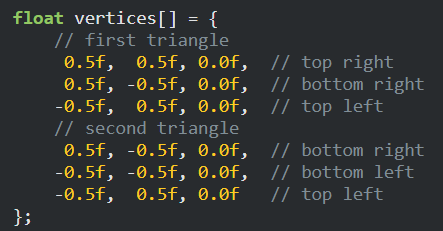 float vertices[] = {
    // first triangle
     0.5f,  0.5f, 0.0f,  // top right
     0.5f, -0.5f, 0.0f,  // bottom right
    -0.5f,  0.5f, 0.0f,  // top left
    // second triangle
     0.5f, -0.5f, 0.0f,  // bottom right
    -0.5f, -0.5f, 0.0f,  // bottom left
    -0.5f,  0.5f, 0.0f   // top left
};